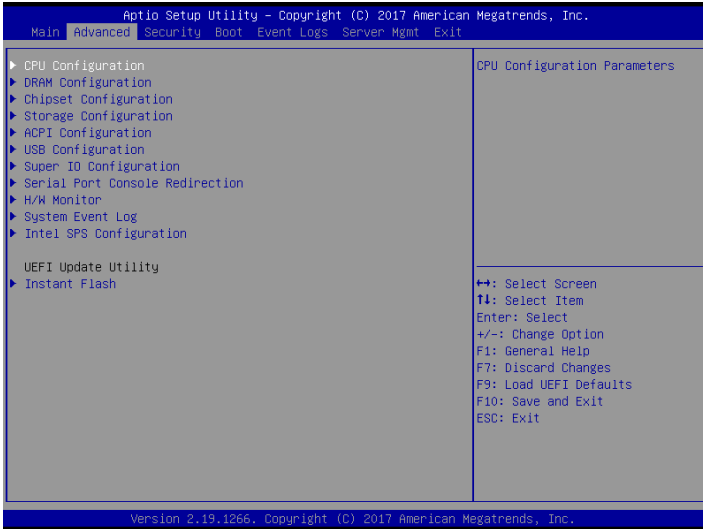 Aptio Setup Utility – Copyright (C) 2017 American Megatrends, Inc.
Main Advanced Security Boot Event Logs Server Mgmt Exit
▶ CPU Configuration
▶ DRAM Configuration
▶ Chipset Configuration
▶ Storage Configuration
▶ ACPI Configuration
▶ USB Configuration
▶ Super IO Configuration
▶ Serial Port Console Redirection
▶ H/W Monitor
▶ System Event Log
▶ Intel SPS Configuration
UEFI Update Utility
▶ Instant Flash
CPU Configuration Parameters
↔: Select Screen
↑↓: Select Item
Enter: Select
+/-: Change Option
F1: General Help
F7: Discard Changes
F9: Load UEFI Defaults
F10: Save and Exit
ESC: Exit
Version 2.19.1266. Copyright (C) 2017 American Megatrends, Inc.